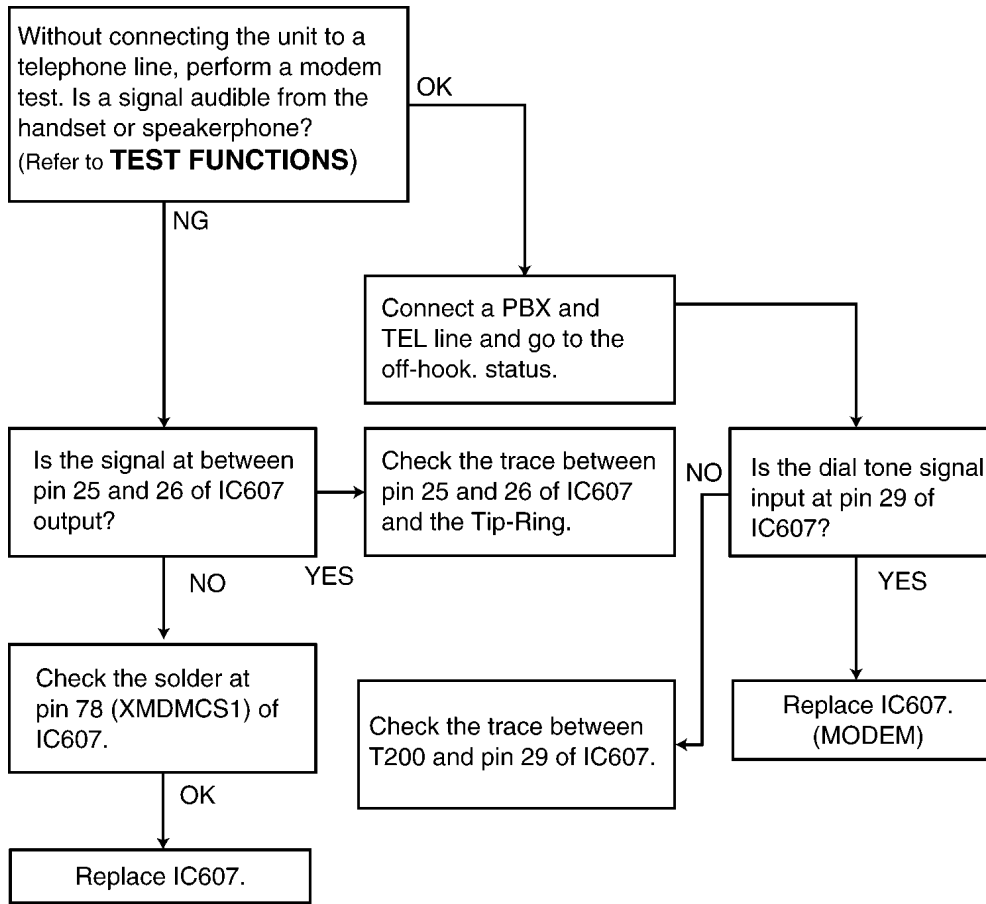 Without connecting the unit to a
telephone line, perform a modem
test. Is a signal audible from the
handset or speakerphone?
(Refer to TEST FUNCTIONS)
OK
NG
Connect a PBX and
TEL line and go to the
off-hook. status.
Is the signal at between
pin 25 and 26 of IC607
output?
Check the trace between
pin 25 and 26 of IC607
and the Tip-Ring.
NO
Is the dial tone signal
input at pin 29 of
IC607?
NO
YES
YES
Check the solder at
pin 78 (XMDMCS1) of
IC607.
Check the trace between
T200 and pin 29 of IC607.
Replace IC607.
(MODEM)
OK
Replace IC607.